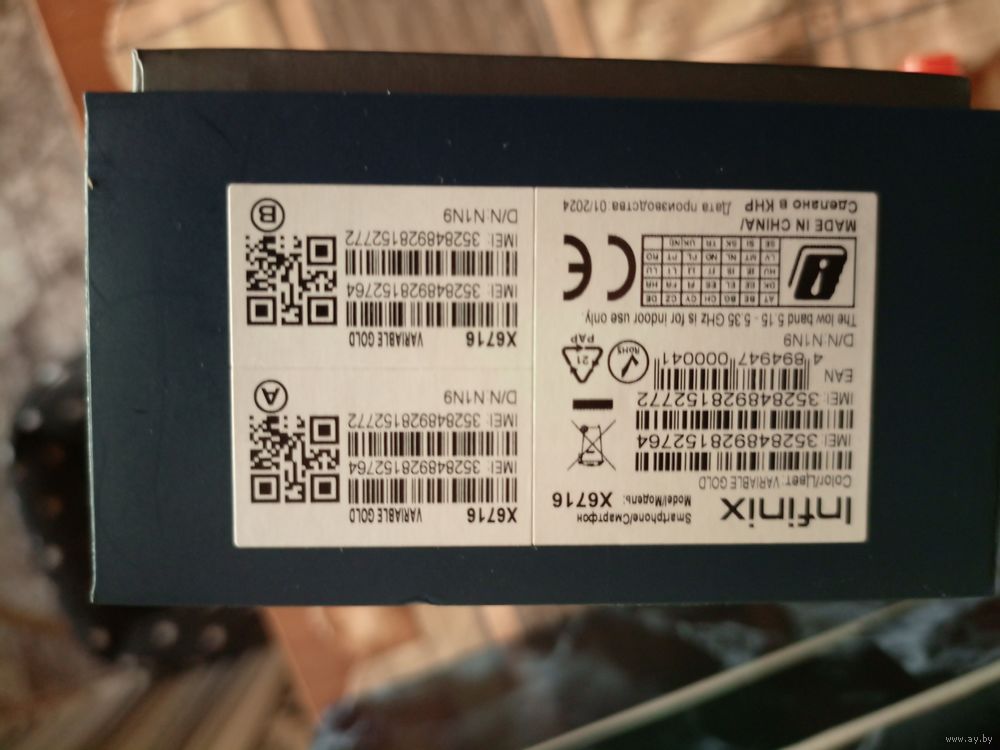 Infinix
Smartphone/Смартфон
Model/Модель: X6716
Color/Цвет: VARIABLE GOLD
IMEI: 352848928152764
IMEI: 352848928152772
EAN
4 894947 000041
D/N:N1N9
RoHS
21
PAP
The low band 5.15 - 5.35 GHz is for indoor use only.
AT BE BG CH CY CZ DE
DK EE EL ES FI FR HR
HU IE IS IT LI LT LU
LV MT NL NO PL PT RO
SE SI SK TR UK(NI)
CE
MADE IN CHINA/
Сделано в КНР
Дата производства 01/2024
X6716 VARIABLE GOLD
IMEI: 352848928152764
IMEI: 352848928152772
D/N:N1N9
A
X6716 VARIABLE GOLD
IMEI: 352848928152764
IMEI: 352848928152772
D/N:N1N9
B
www.ay.by